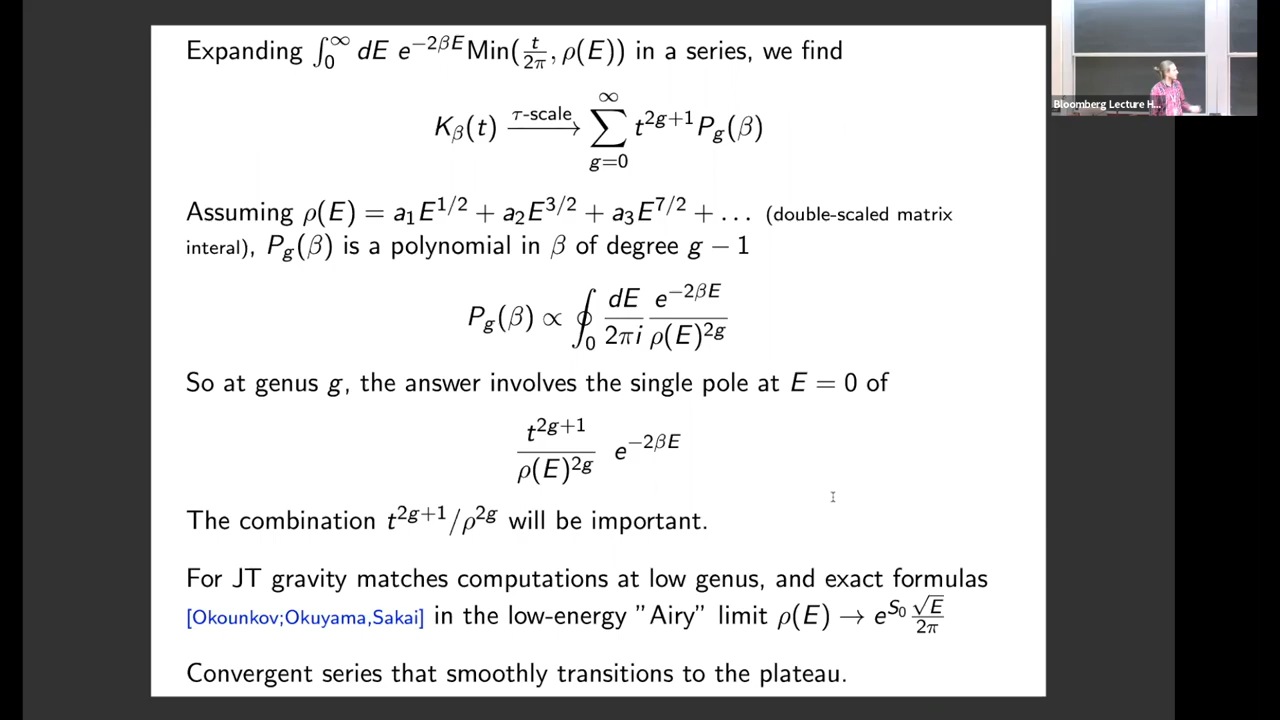 Expanding ∫₀^∞ dE e^{−2βE} Min(t/2π, ρ(E)) in a series, we find
K_β(t) —τ-scale→ ∑_{g=0}^{∞} t^{2g+1} P_g(β)
Assuming ρ(E) = a₁E^{1/2} + a₂E^{3/2} + a₃E^{7/2} + … (double-scaled matrix
interal), P_g(β) is a polynomial in β of degree g − 1
P_g(β) ∝ ∮₀ dE/2πi e^{−2βE}/ρ(E)^{2g}
So at genus g, the answer involves the single pole at E = 0 of
t^{2g+1}/ρ(E)^{2g} e^{−2βE}
The combination t^{2g+1}/ρ^{2g} will be important.
For JT gravity matches computations at low genus, and exact formulas
[Okounkov;Okuyama,Sakai] in the low-energy "Airy" limit ρ(E) → e^{S₀} √E/2π
Convergent series that smoothly transitions to the plateau.
Bloomberg Lecture H...